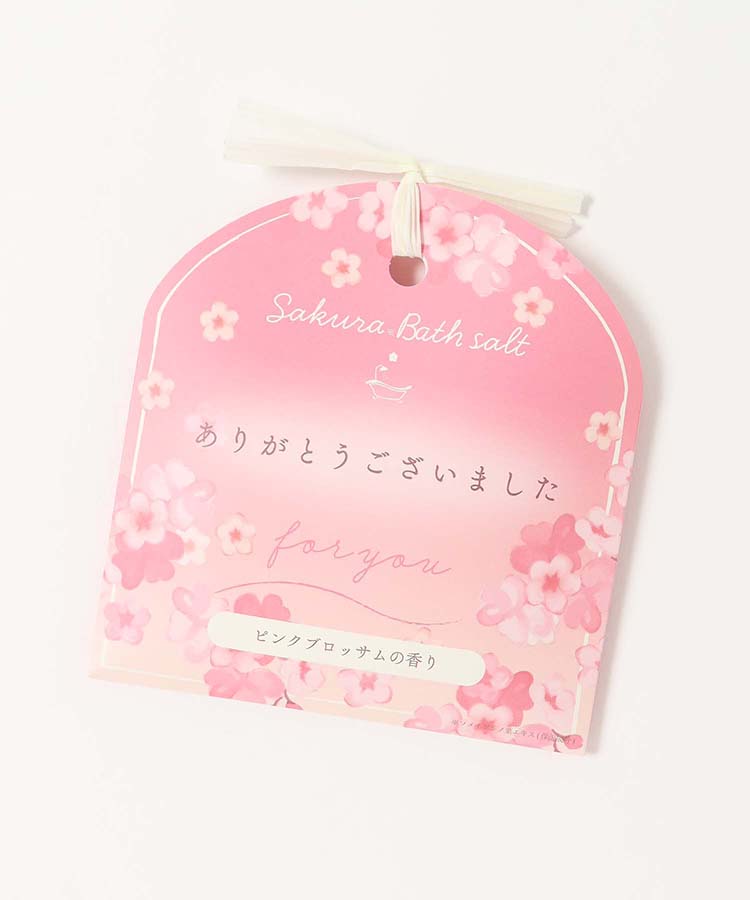 Sakura Bath salt
ありがとうございました
for you
ピンクブロッサムの香り